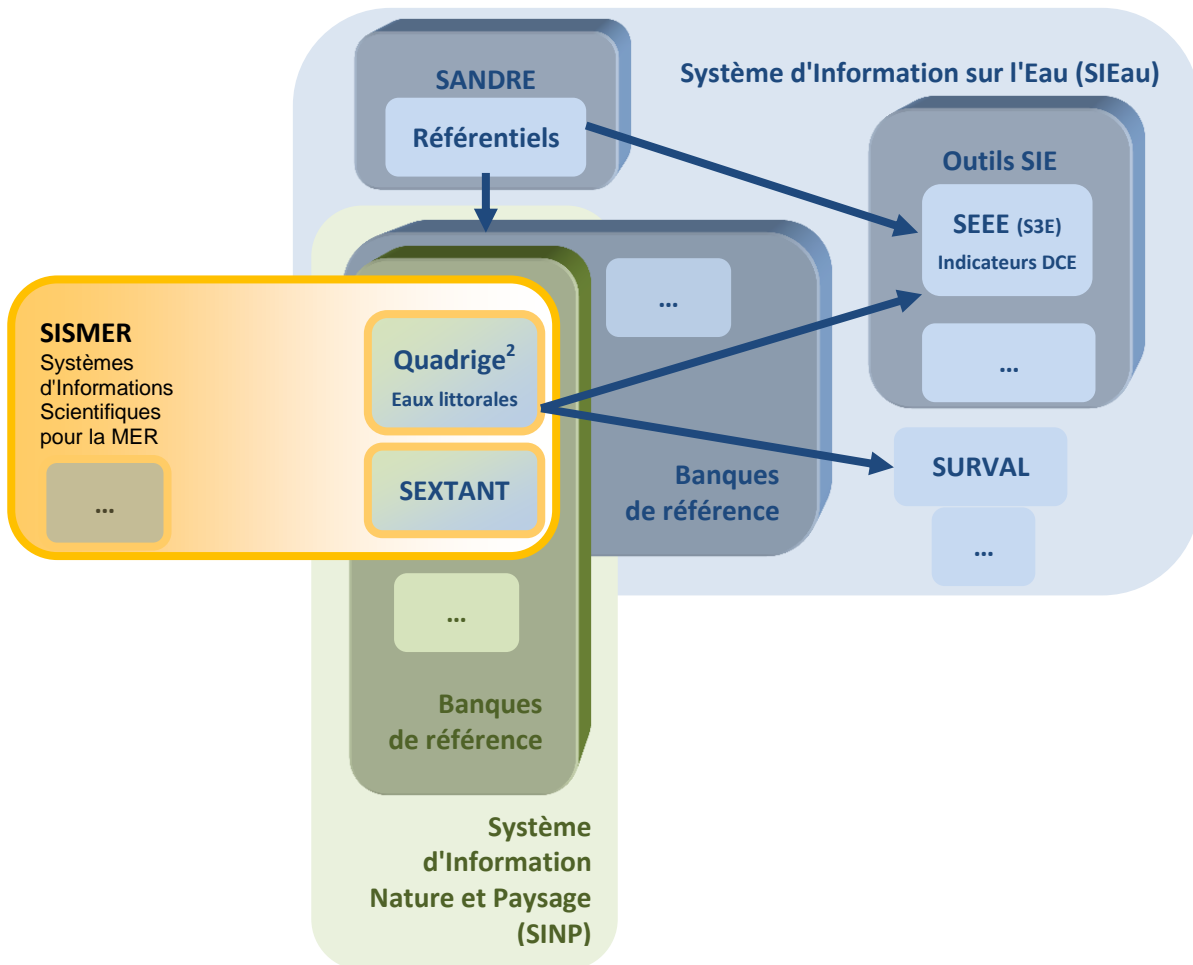 SANDRE
Référentiels
Système d'Information sur l'Eau (SIEau)
Outils SIE
SEEE (S3E)
Indicateurs DCE
...
...
SISMER
Systèmes
d'Informations
Scientifiques
pour la MER
...
Quadrige²
Eaux littorales
SEXTANT
Banques
de référence
SURVAL
...
...
Banques
de référence
Système
d'Information
Nature et Paysage
(SINP)